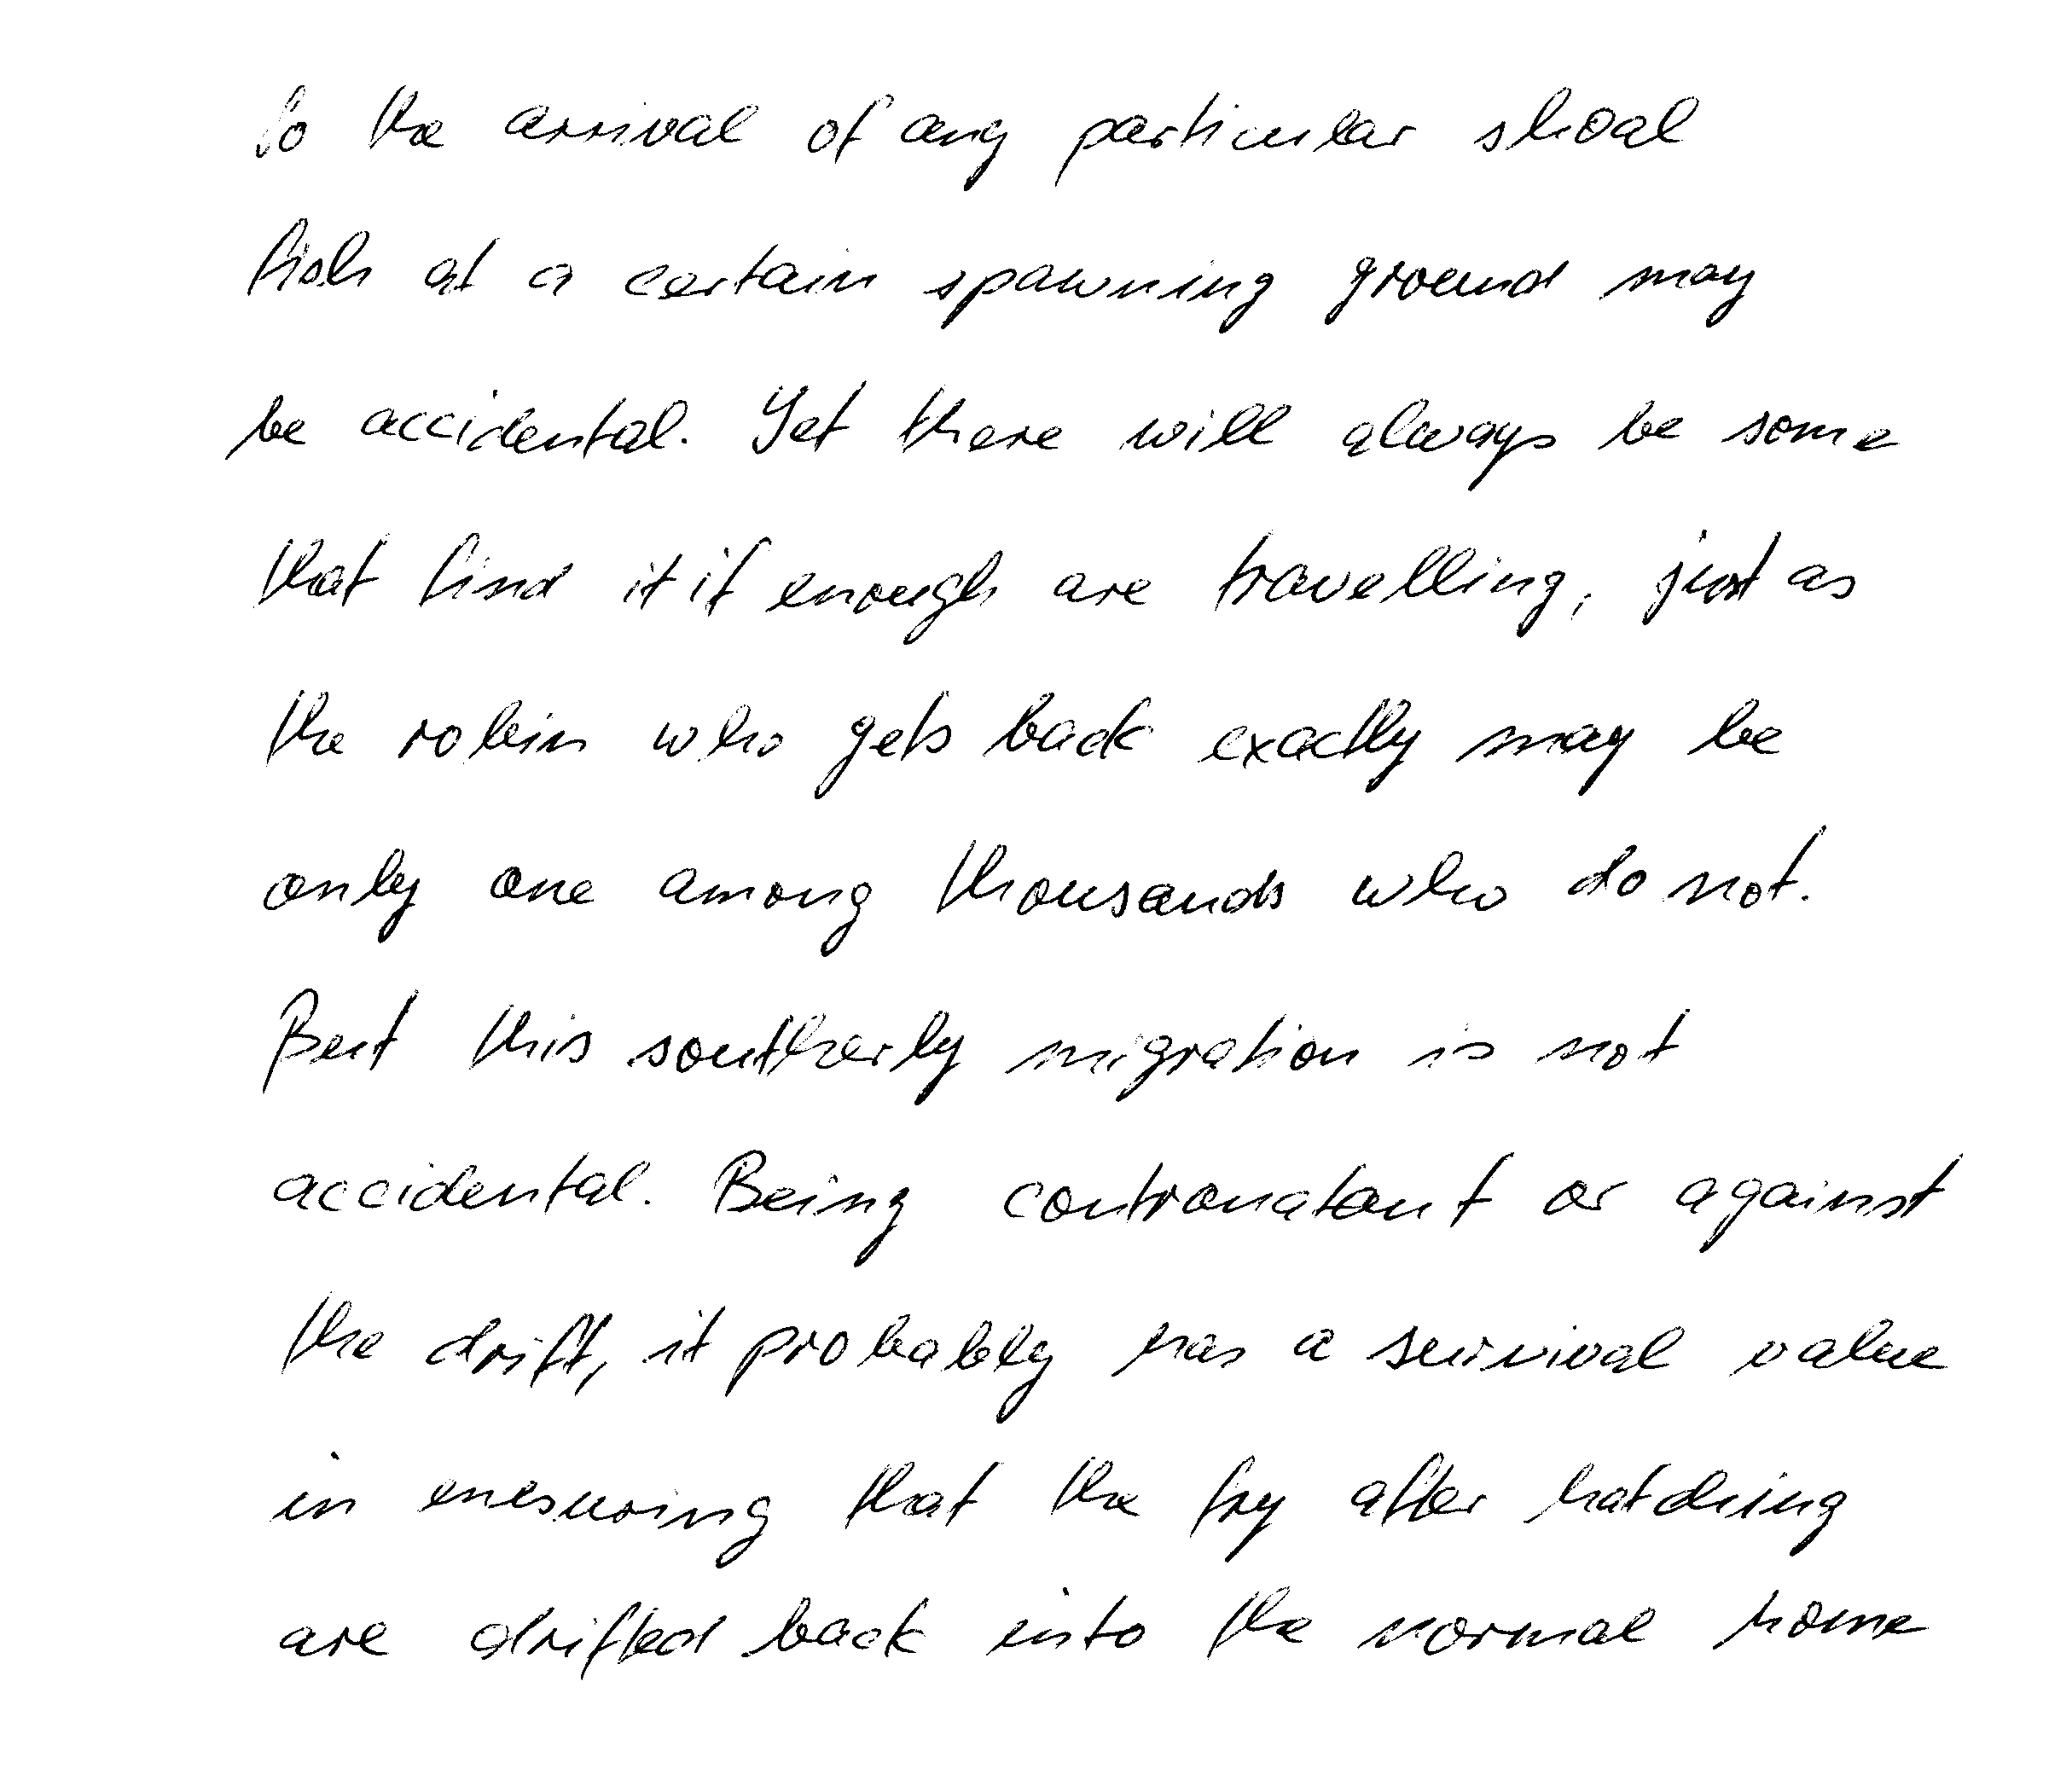 So the arrival of any particular shoal
fish at a certain spawning ground may
be accidental. Yet there will always be some
that find it if enough are travelling, just as
the robin who gets back exactly may be
only one among thousands who do not.
But this southerly migration is not
accidental. Being contranatant or against
the drift, it probably has a survival value
in enesuring that the fry after hatching
are drifted back into the normal home